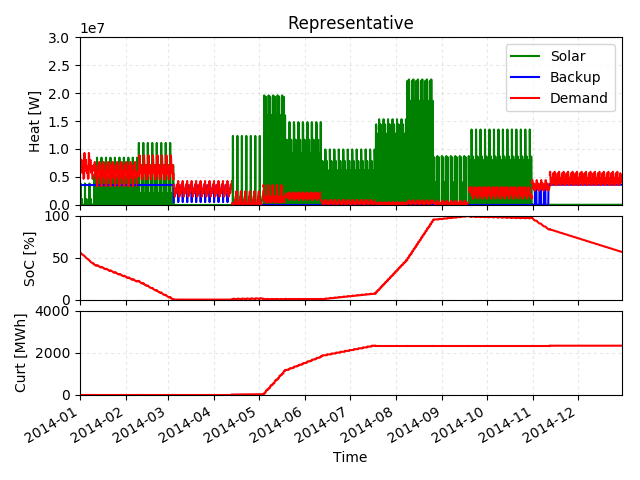 Representative
1e7
3.0
2.5
2.0
1.5
1.0
0.5
0.0
Heat [W]
Solar
Backup
Demand
100
50
0
SoC [%]
4000
2000
0
Curt [MWh]
2014-01
2014-02
2014-03
2014-04
2014-05
2014-06
2014-07
2014-08
2014-09
2014-10
2014-11
2014-12
Time